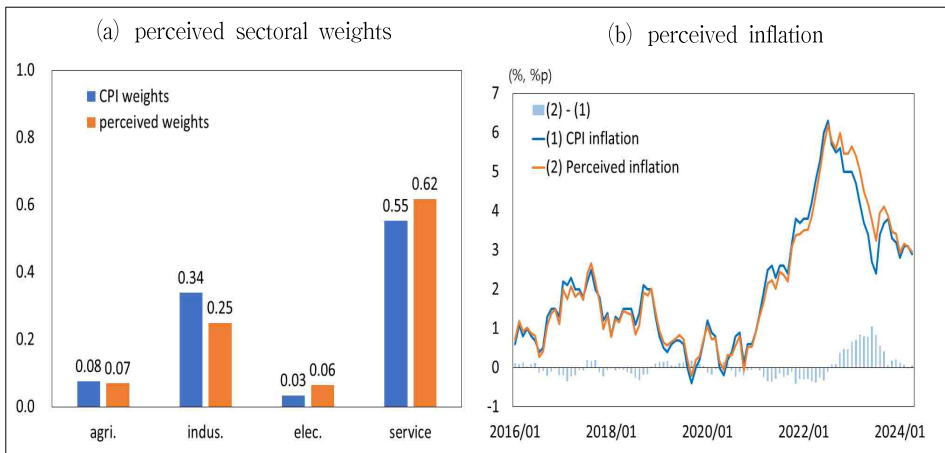 (a) perceived sectoral weights
1.0
0.8
0.6
0.4
0.2
0.0
CPI weights
perceived weights
0.08 0.07
0.34
0.25
0.03
0.06
0.55
0.62
agri. indus. elec. service
(b) perceived inflation
(%, %p)
7
6
5
4
3
2
1
0
-1
(2) - (1)
(1) CPI inflation
(2) Perceived inflation
2016/01 2018/01 2020/01 2022/01 2024/01